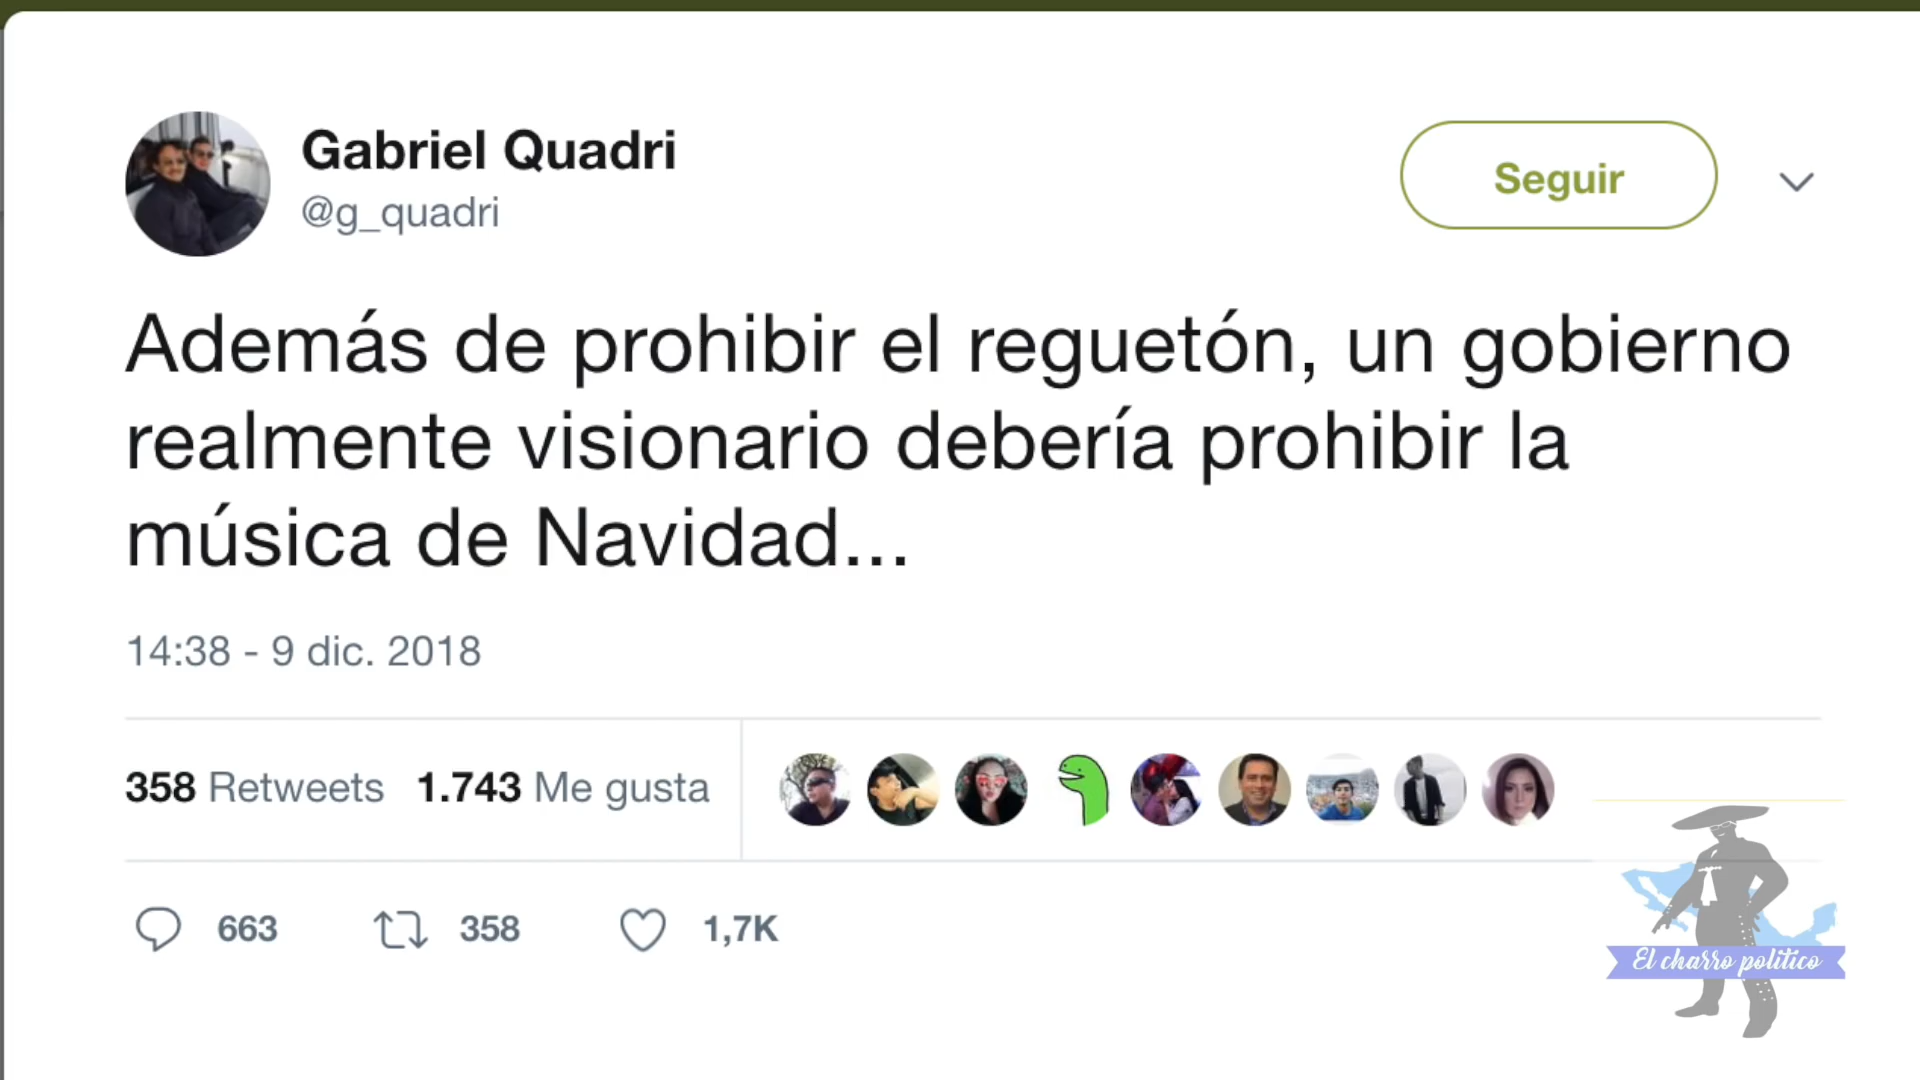 Gabriel Quadri
@g_quadri
Seguir
Además de prohibir el reguetón, un gobierno
realmente visionario debería prohibir la
música de Navidad...
14:38 - 9 dic. 2018
358 Retweets 1.743 Me gusta
663 358 1,7K
El charro político